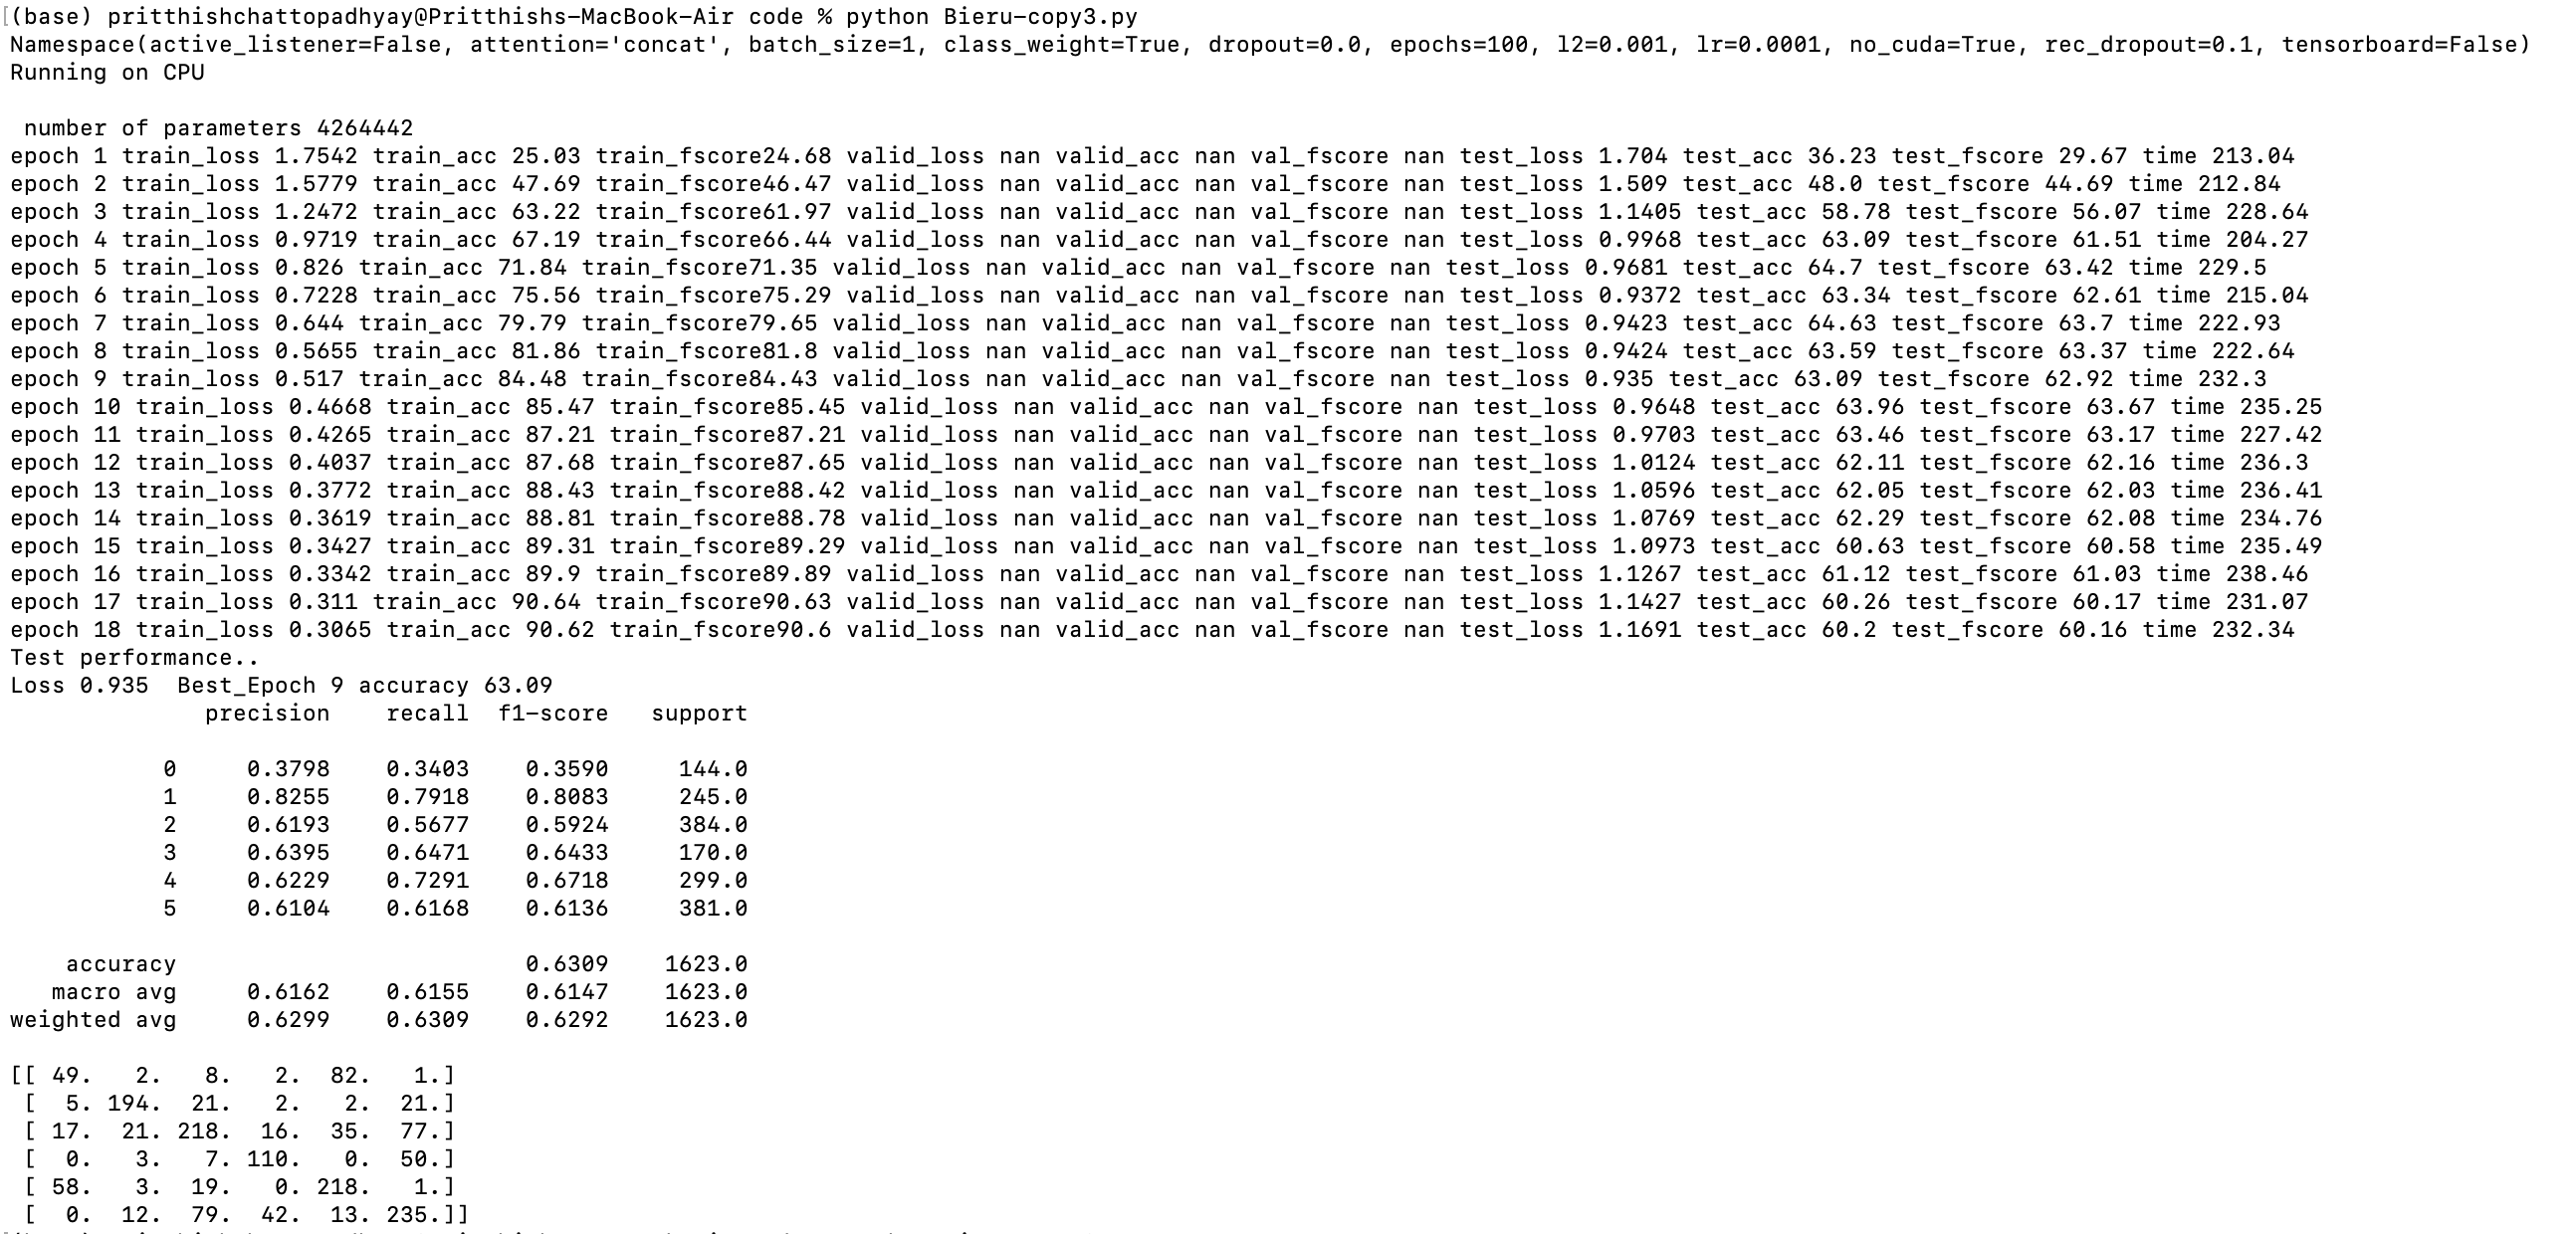 (base) pritthishchattopadhyay@Pritthishs-MacBook-Air code % python Bieru-copy3.py
Namespace(active_listener=False, attention='concat', batch_size=1, class_weight=True, dropout=0.0, epochs=100, l2=0.001, lr=0.0001, no_cuda=True, rec_dropout=0.1, tensorboard=False)
Running on CPU
number of parameters 4264442
epoch 1 train_loss 1.7542 train_acc 25.03 train_fscore24.68 valid_loss nan valid_acc nan val_fscore nan test_loss 1.704 test_acc 36.23 test_fscore 29.67 time 213.04
epoch 2 train_loss 1.5779 train_acc 47.69 train_fscore46.47 valid_loss nan valid_acc nan val_fscore nan test_loss 1.509 test_acc 48.0 test_fscore 44.69 time 212.84
epoch 3 train_loss 1.2472 train_acc 63.22 train_fscore61.97 valid_loss nan valid_acc nan val_fscore nan test_loss 1.1405 test_acc 58.78 test_fscore 56.07 time 228.64
epoch 4 train_loss 0.9719 train_acc 67.19 train_fscore66.44 valid_loss nan valid_acc nan val_fscore nan test_loss 0.9968 test_acc 63.09 test_fscore 61.51 time 204.27
epoch 5 train_loss 0.826 train_acc 71.84 train_fscore71.35 valid_loss nan valid_acc nan val_fscore nan test_loss 0.9681 test_acc 64.7 test_fscore 63.42 time 229.5
epoch 6 train_loss 0.7228 train_acc 75.56 train_fscore75.29 valid_loss nan valid_acc nan val_fscore nan test_loss 0.9372 test_acc 63.34 test_fscore 62.61 time 215.04
epoch 7 train_loss 0.644 train_acc 79.79 train_fscore79.65 valid_loss nan valid_acc nan val_fscore nan test_loss 0.9423 test_acc 64.63 test_fscore 63.7 time 222.93
epoch 8 train_loss 0.5655 train_acc 81.86 train_fscore81.8 valid_loss nan valid_acc nan val_fscore nan test_loss 0.9424 test_acc 63.59 test_fscore 63.37 time 222.64
epoch 9 train_loss 0.517 train_acc 84.48 train_fscore84.43 valid_loss nan valid_acc nan val_fscore nan test_loss 0.935 test_acc 63.09 test_fscore 62.92 time 232.3
epoch 10 train_loss 0.4668 train_acc 85.47 train_fscore85.45 valid_loss nan valid_acc nan val_fscore nan test_loss 0.9648 test_acc 63.96 test_fscore 63.67 time 235.25
epoch 11 train_loss 0.4265 train_acc 87.21 train_fscore87.21 valid_loss nan valid_acc nan val_fscore nan test_loss 0.9703 test_acc 63.46 test_fscore 63.17 time 227.42
epoch 12 train_loss 0.4037 train_acc 87.68 train_fscore87.65 valid_loss nan valid_acc nan val_fscore nan test_loss 1.0124 test_acc 62.11 test_fscore 62.16 time 236.3
epoch 13 train_loss 0.3772 train_acc 88.43 train_fscore88.42 valid_loss nan valid_acc nan val_fscore nan test_loss 1.0596 test_acc 62.05 test_fscore 62.03 time 236.41
epoch 14 train_loss 0.3619 train_acc 88.81 train_fscore88.78 valid_loss nan valid_acc nan val_fscore nan test_loss 1.0769 test_acc 62.29 test_fscore 62.08 time 234.76
epoch 15 train_loss 0.3427 train_acc 89.31 train_fscore89.29 valid_loss nan valid_acc nan val_fscore nan test_loss 1.0973 test_acc 60.63 test_fscore 60.58 time 235.49
epoch 16 train_loss 0.3342 train_acc 89.9 train_fscore89.89 valid_loss nan valid_acc nan val_fscore nan test_loss 1.1267 test_acc 61.12 test_fscore 61.03 time 238.46
epoch 17 train_loss 0.311 train_acc 90.64 train_fscore90.63 valid_loss nan valid_acc nan val_fscore nan test_loss 1.1427 test_acc 60.26 test_fscore 60.17 time 231.07
epoch 18 train_loss 0.3065 train_acc 90.62 train_fscore90.6 valid_loss nan valid_acc nan val_fscore nan test_loss 1.1691 test_acc 60.2 test_fscore 60.16 time 232.34
Test performance..
Loss 0.935 Best_Epoch 9 accuracy 63.09
precision recall f1-score support
0 0.3798 0.3403 0.3590 144.0
1 0.8255 0.7918 0.8083 245.0
2 0.6193 0.5677 0.5924 384.0
3 0.6395 0.6471 0.6433 170.0
4 0.6229 0.7291 0.6718 299.0
5 0.6104 0.6168 0.6136 381.0
accuracy 0.6309 1623.0
macro avg 0.6162 0.6155 0.6147 1623.0
weighted avg 0.6299 0.6309 0.6292 1623.0
[[ 49. 2. 8. 2. 82. 1.]
[ 5. 194. 21. 2. 2. 21.]
[ 17. 21. 218. 16. 35. 77.]
[ 0. 3. 7. 110. 0. 50.]
[ 58. 3. 19. 0. 218. 1.]
[ 0. 12. 79. 42. 13. 235.]]